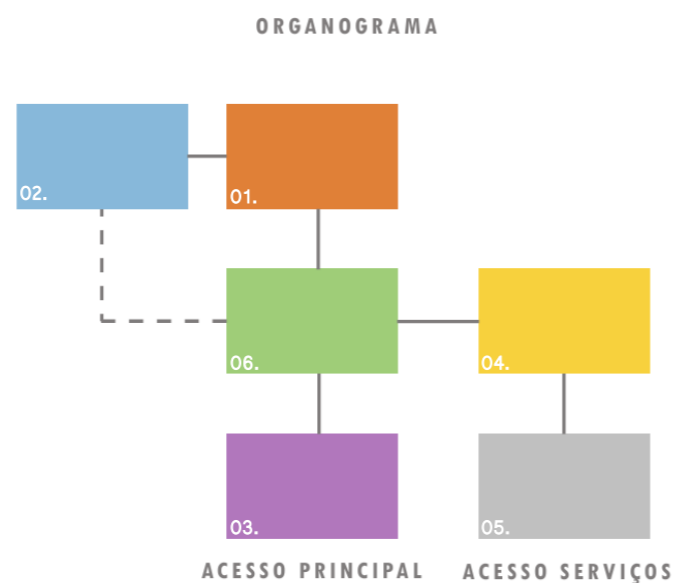 ORGANOGRAMA
02.
01.
06.
04.
03.
05.
ACESSO PRINCIPAL
ACESSO SERVIÇOS